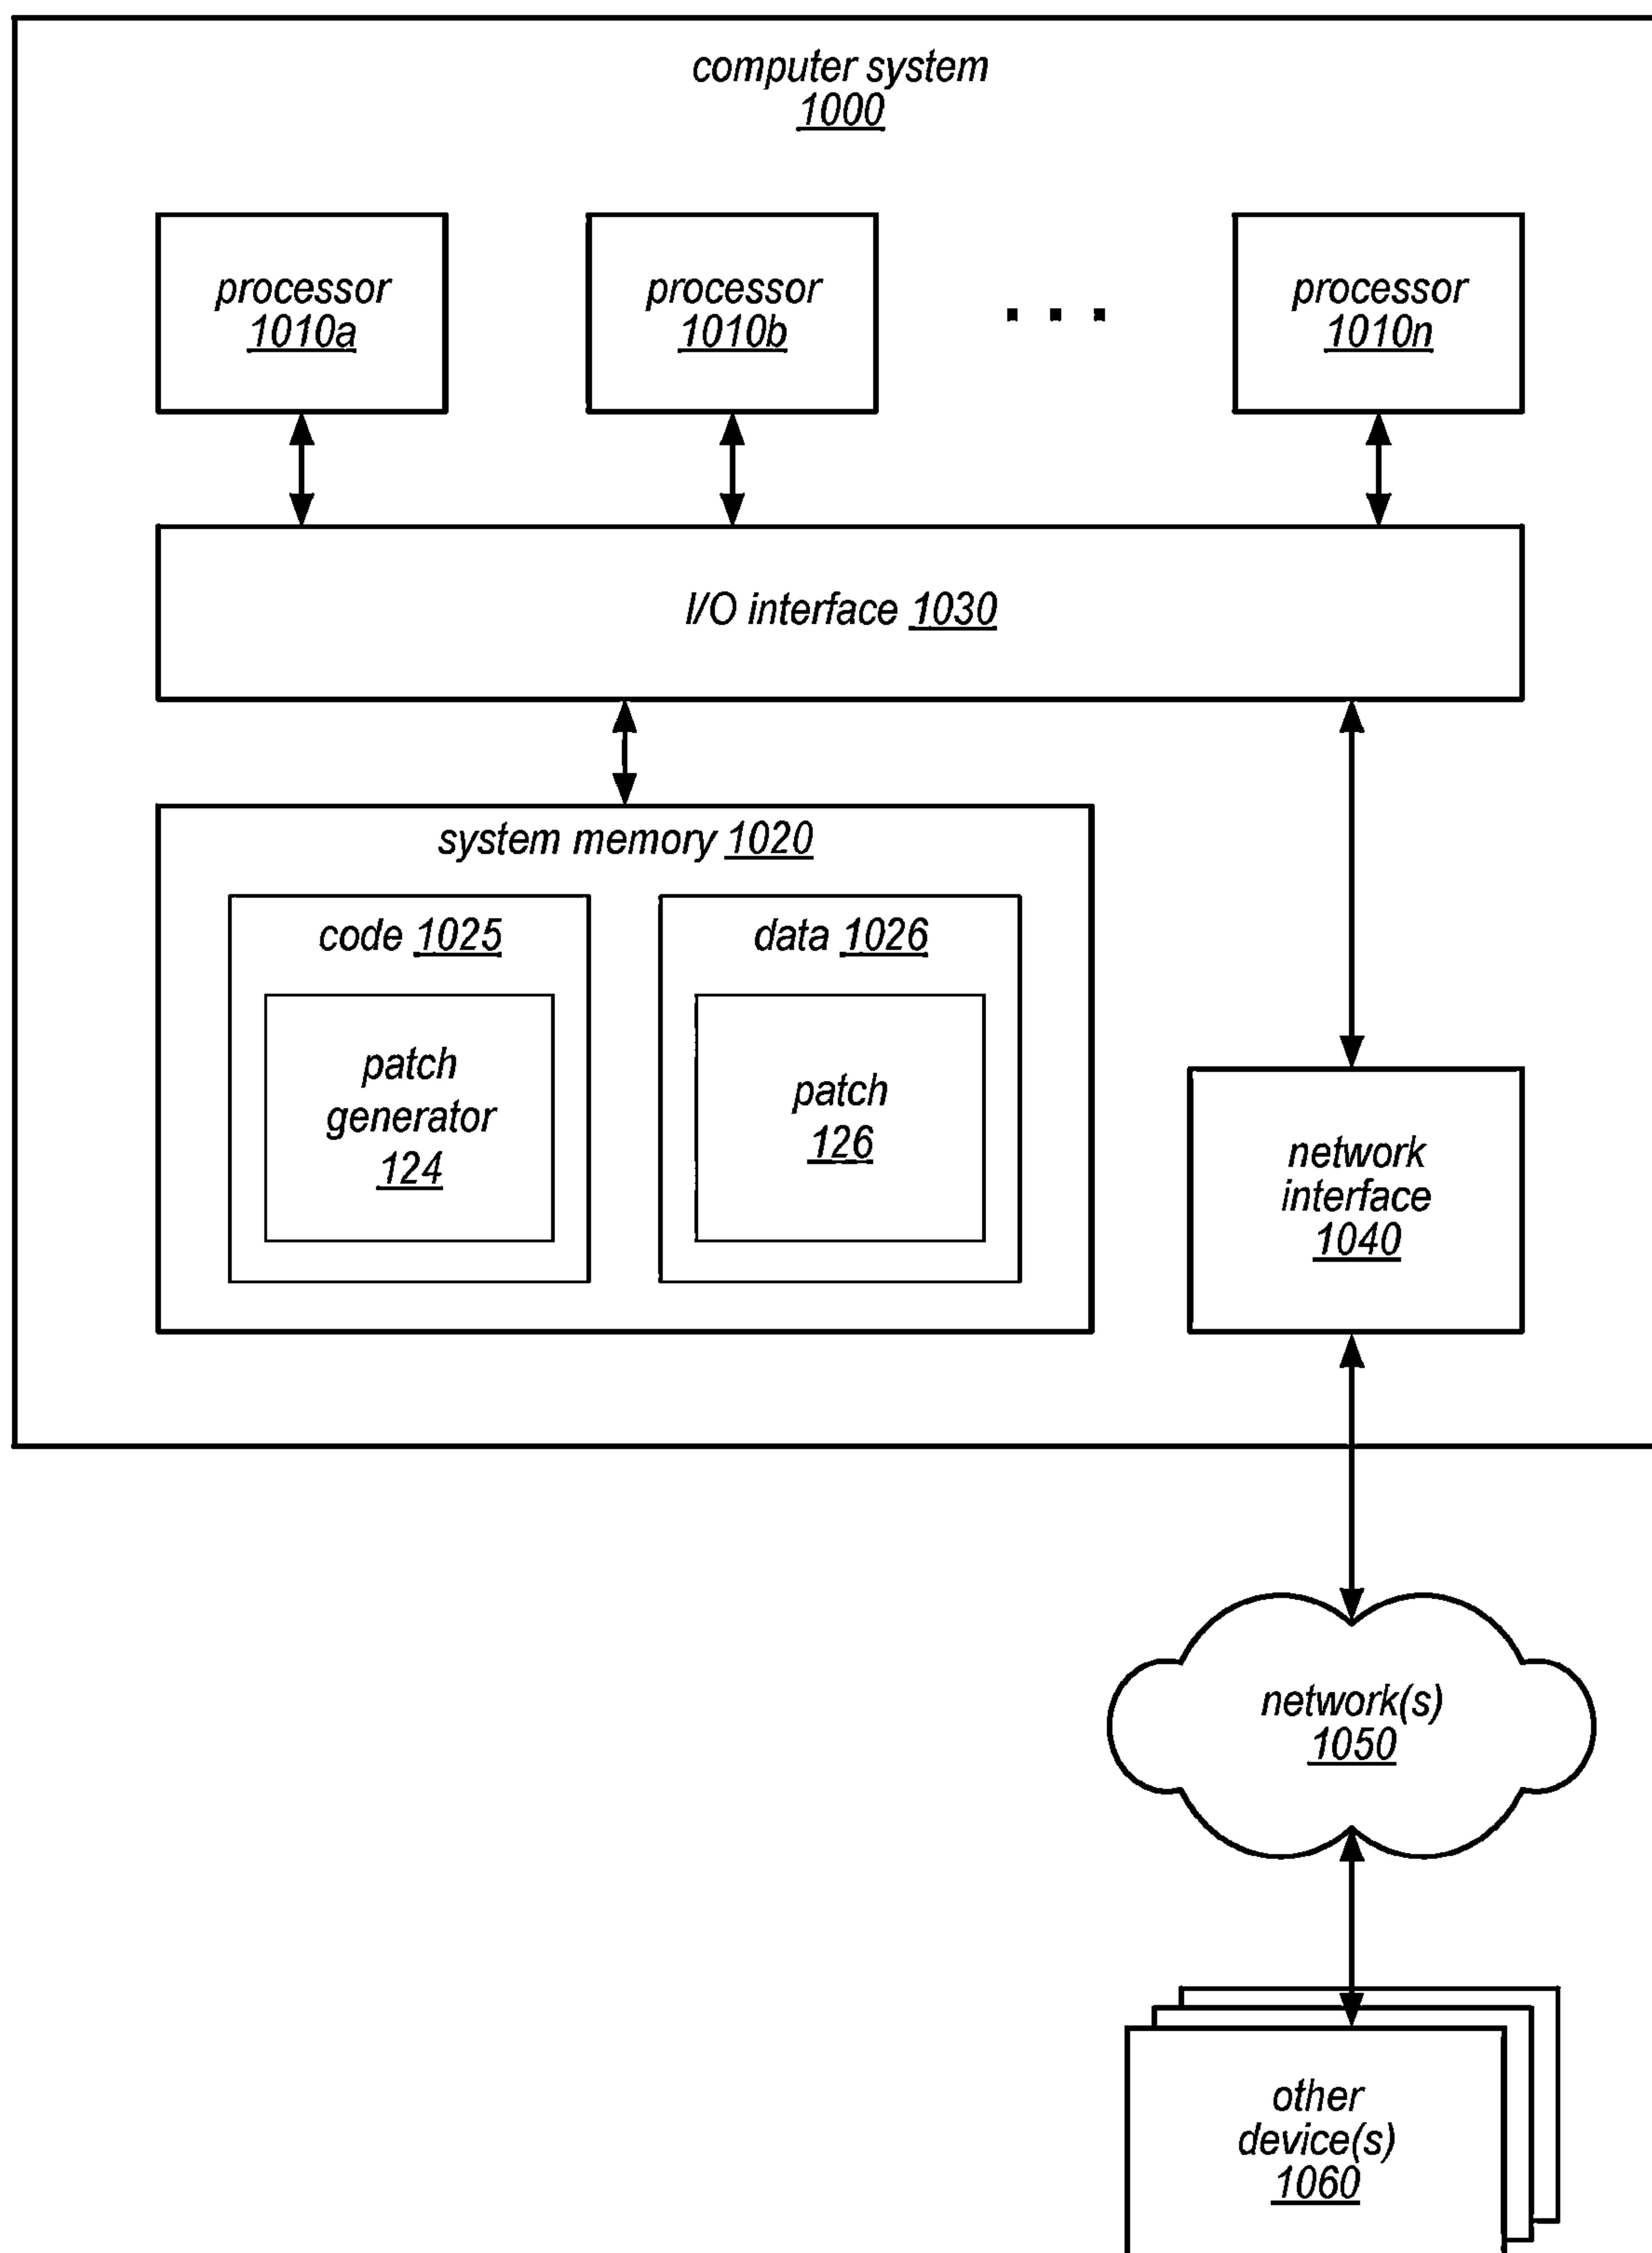 computer system
1000
processor
1010a
processor
1010b
. . .
processor
1010n
I/O interface 1030
system memory 1020
code 1025
patch
generator
124
data 1026
patch
126
network
interface
1040
network(s)
1050
other
device(s)
1060